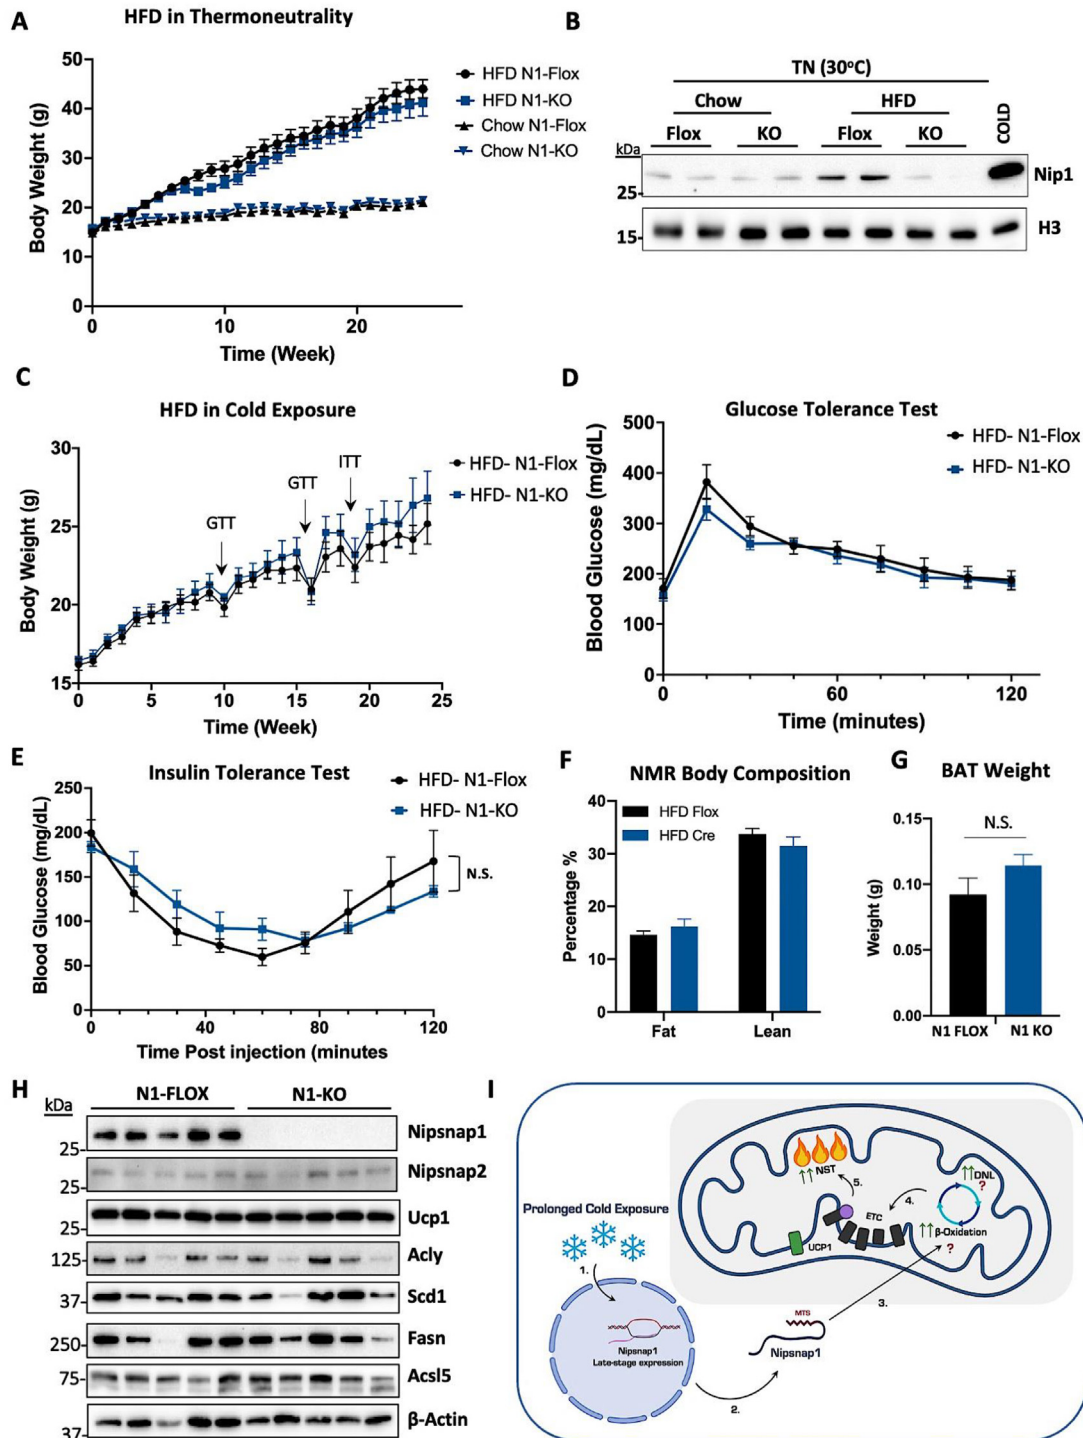 A
HFD in Thermoneutrality
Body Weight (g)
50
40
30
20
10
0
0
10
20
Time (Week)
HFD N1-Flox
HFD N1-KO
Chow N1-Flox
Chow N1-KO
B
TN (30°C)
Chow
HFD
Flox
KO
Flox
KO
COLD
kDa
25
Nip1
15
H3
C
HFD in Cold Exposure
Body Weight (g)
30
25
20
15
0
5
10
15
20
25
Time (Week)
GTT
GTT
ITT
HFD- N1-Flox
HFD- N1-KO
D
Glucose Tolerance Test
Blood Glucose (mg/dL)
500
400
300
200
100
0
0
60
120
Time (minutes)
HFD- N1-Flox
HFD- N1-KO
E
Insulin Tolerance Test
Blood Glucose (mg/dL)
250
200
150
100
50
0
0
40
80
120
Time Post injection (minutes
HFD- N1-Flox
HFD- N1-KO
N.S.
F
NMR Body Composition
Percentage %
40
30
20
10
0
HFD Flox
HFD Cre
Fat
Lean
G
BAT Weight
Weight (g)
0.15
0.10
0.05
0.00
N.S.
N1 FLOX
N1 KO
H
N1-FLOX
N1-KO
kDa
25
Nipsnap1
25
Nipsnap2
25
Ucp1
125
Acly
37
Scd1
250
Fasn
75
Acsl5
37
β-Actin
I
Prolonged Cold Exposure
1.
Nipsnap1
Late-stage expression
2.
MTS
Nipsnap1
3.
↑↑DNL
?
↑↑β-Oxidation
?
4.
ETC
UCP1
5.
↑↑NST